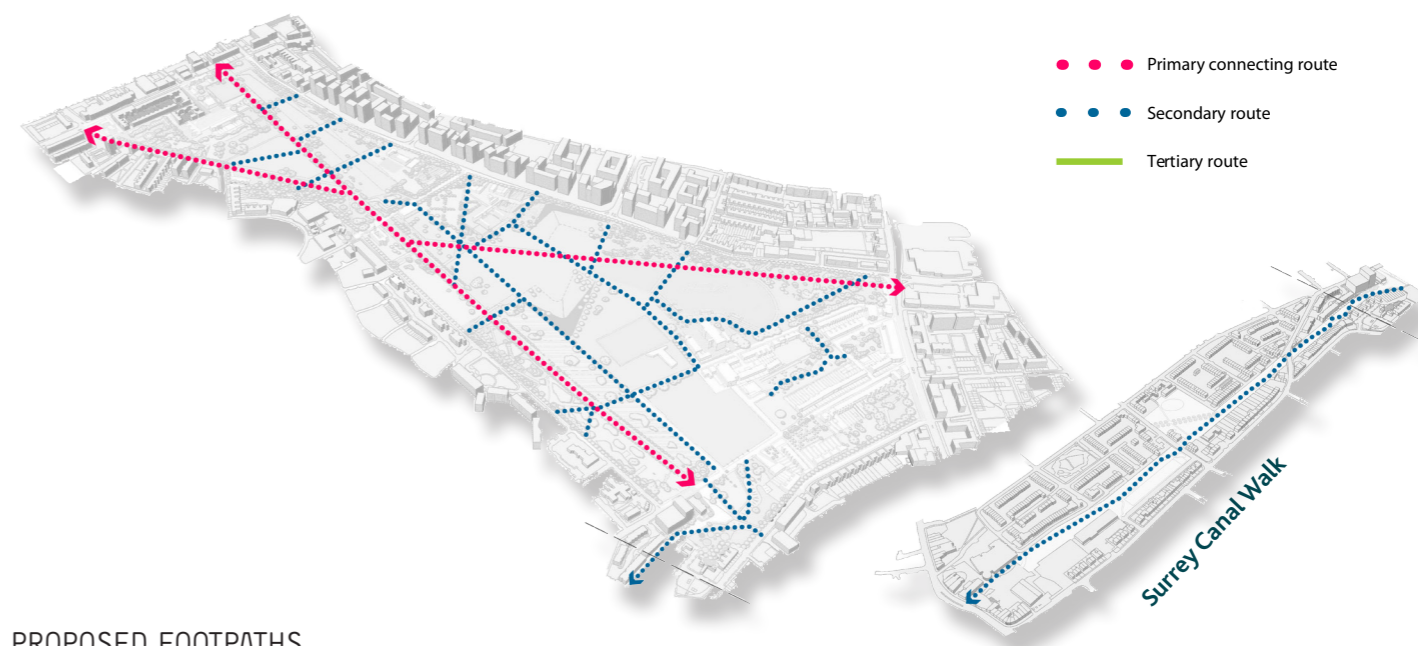 Primary connecting route
Secondary route
Tertiary route
Surrey Canal Walk
PROPOSED FOOTPATHS